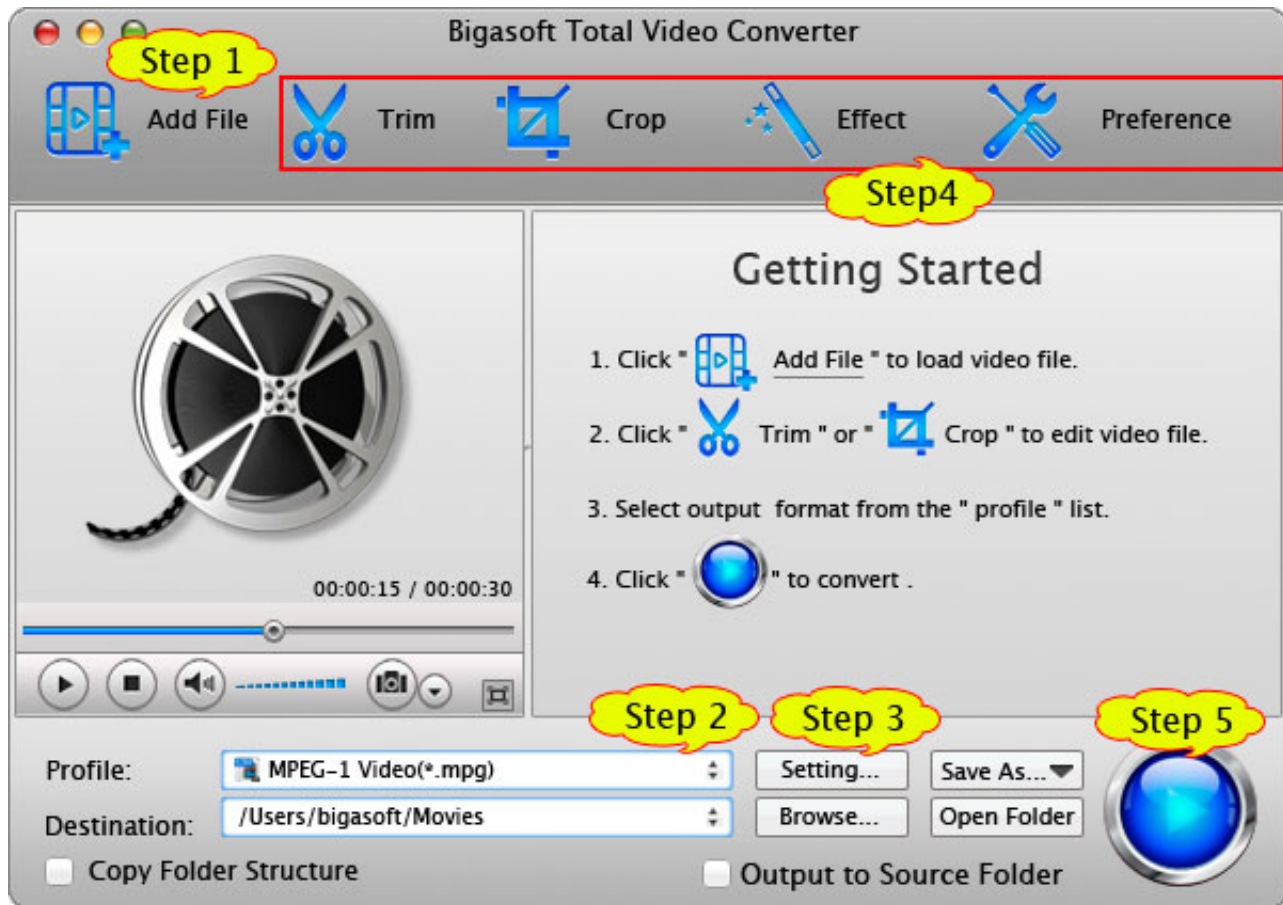 Bigasoft Total Video Converter
Step 1
Add File
Trim
Crop
Effect
Preference
Step4
Getting Started
1. Click " Add File " to load video file.
2. Click " Trim " or " Crop " to edit video file.
3. Select output format from the " profile " list.
4. Click " " to convert .
00:00:15 / 00:00:30
Step 2
Step 3
Step 5
Profile:
MPEG-1 Video(*.mpg)
Setting...
Save As...
Destination:
/Users/bigasoft/Movies
Browse...
Open Folder
Copy Folder Structure
Output to Source Folder